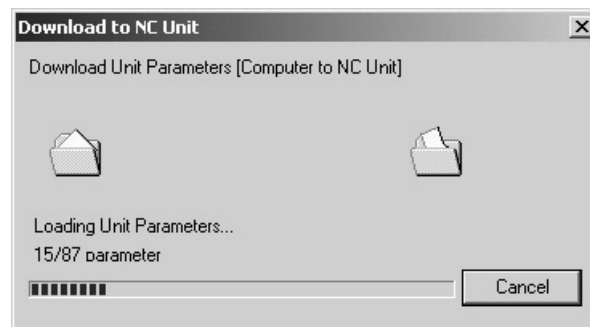 Download to NC Unit
Download Unit Parameters [Computer to NC Unit]
Loading Unit Parameters...
15/87 parameter
Cancel